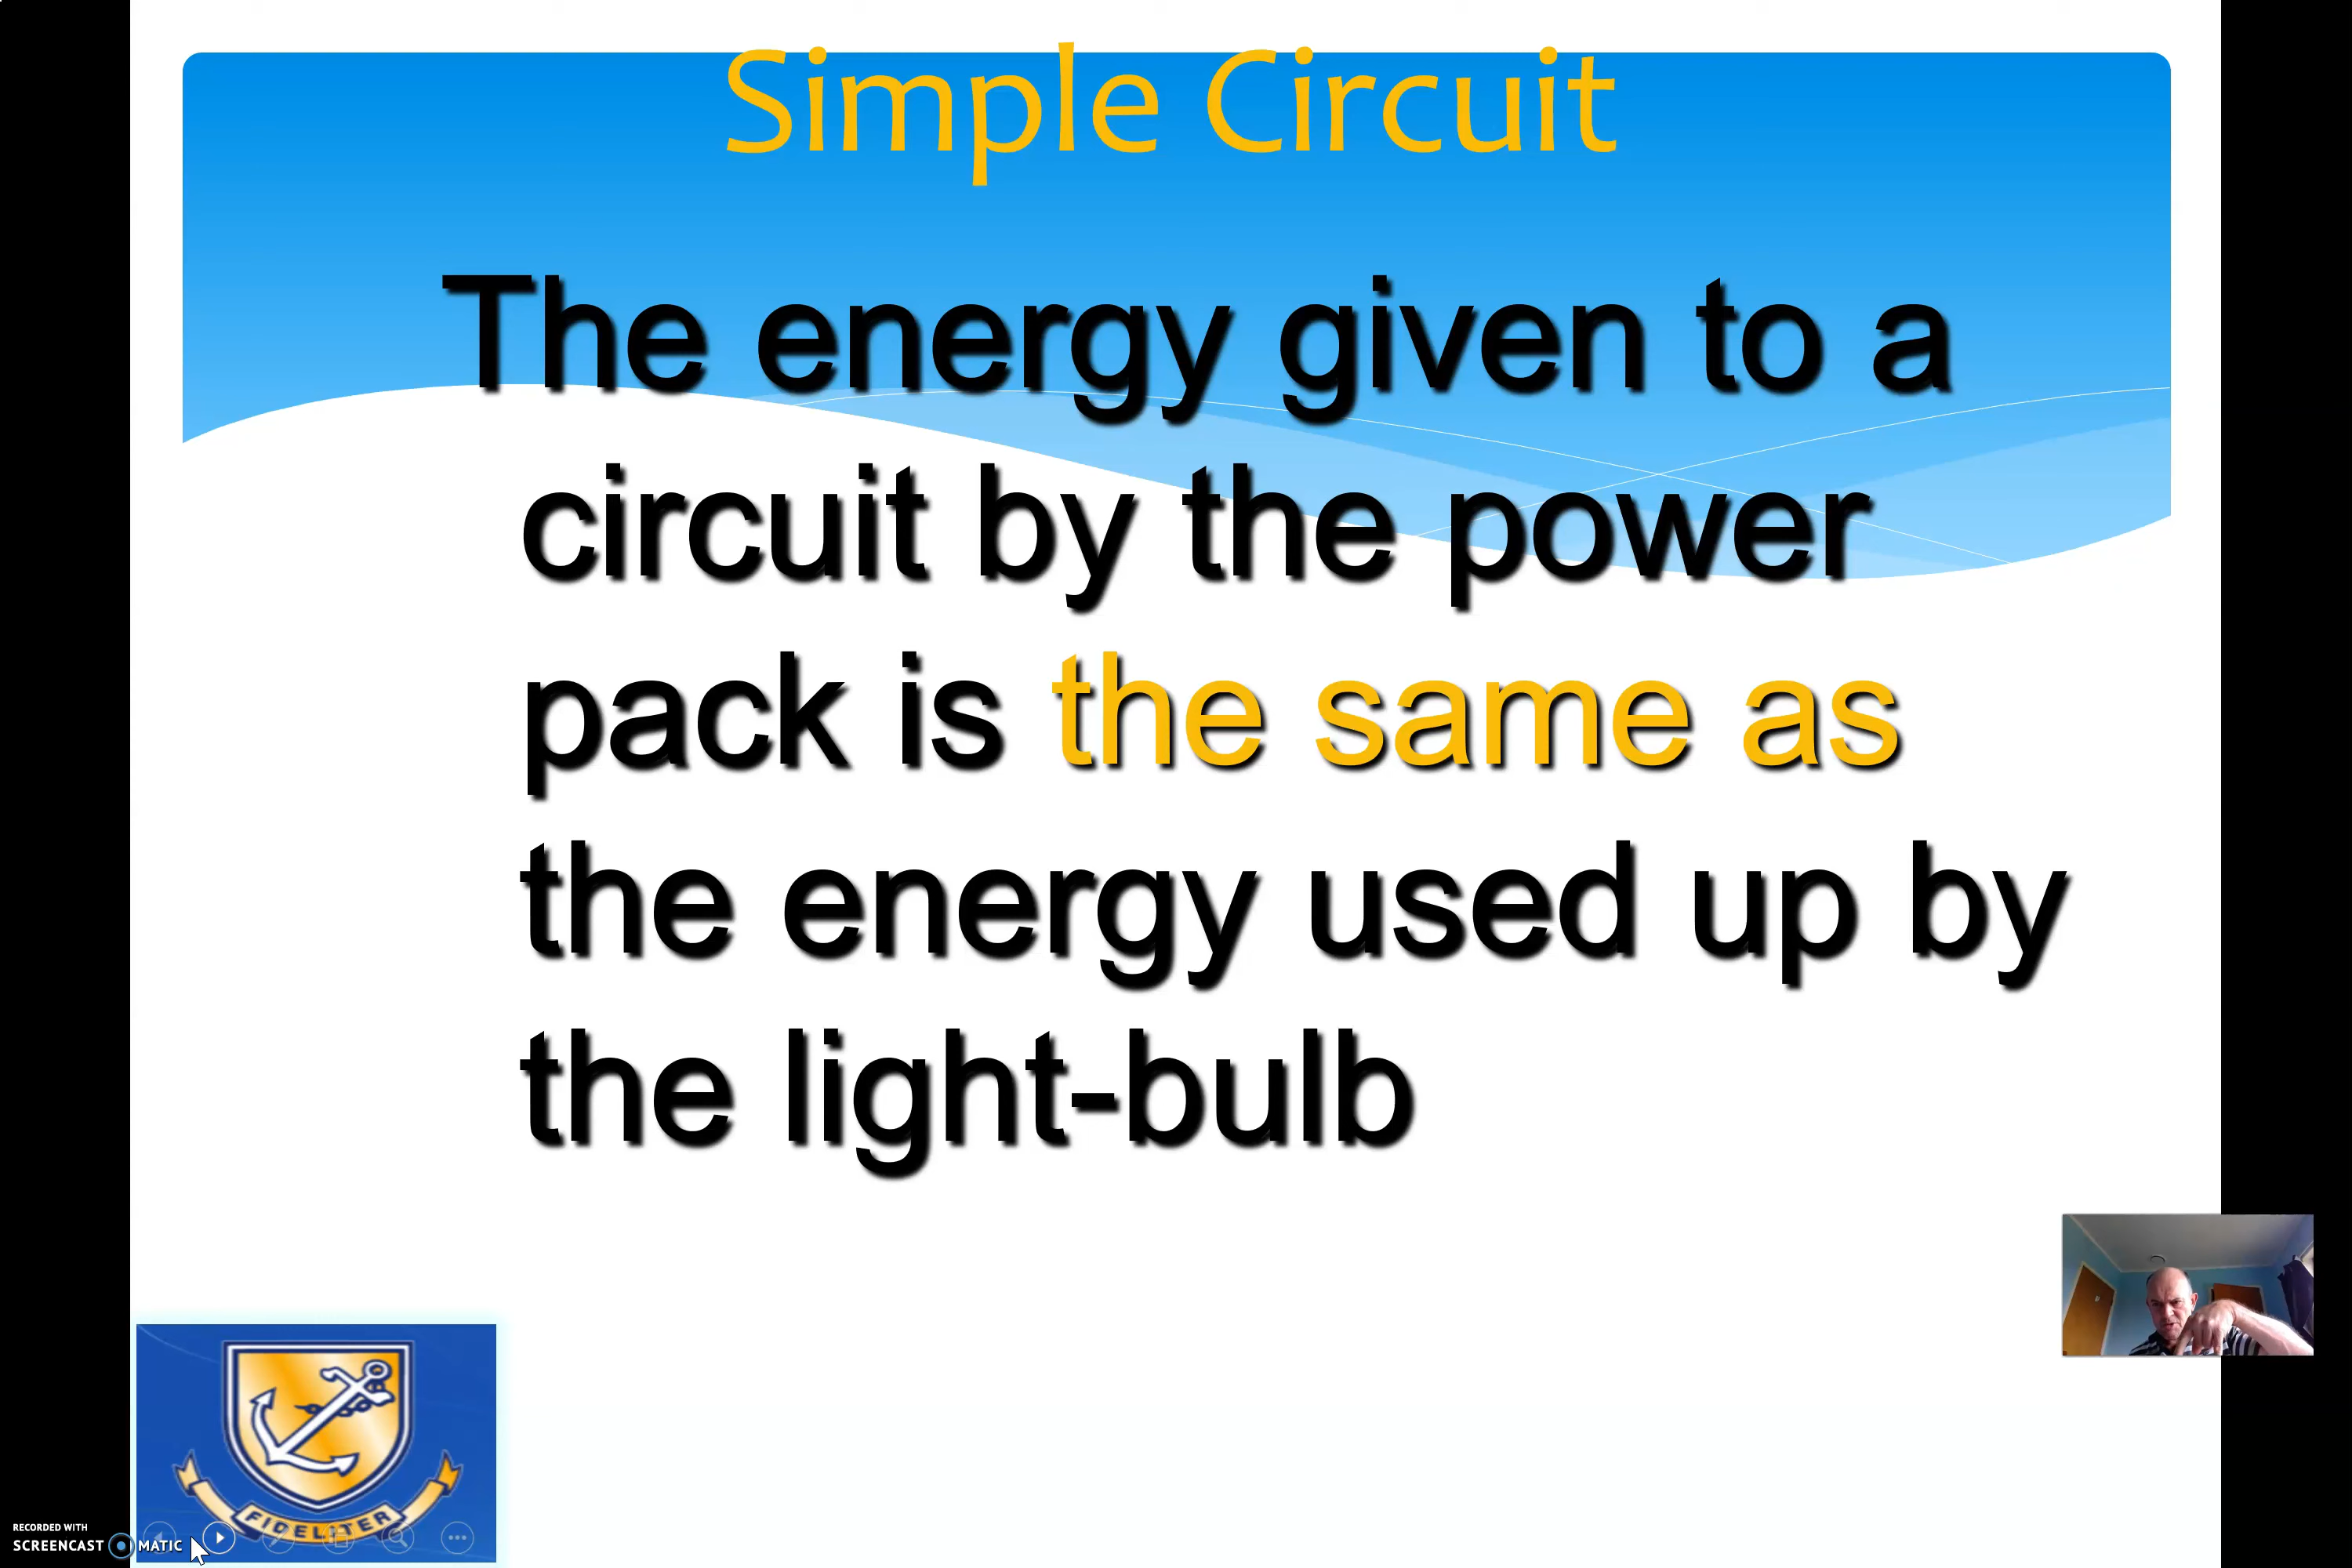 Simple Circuit
The energy given to a
circuit by the power
pack is the same as
the energy used up by
the light-bulb
FIDELITER
RECORDED WITH
SCREENCAST MATIC